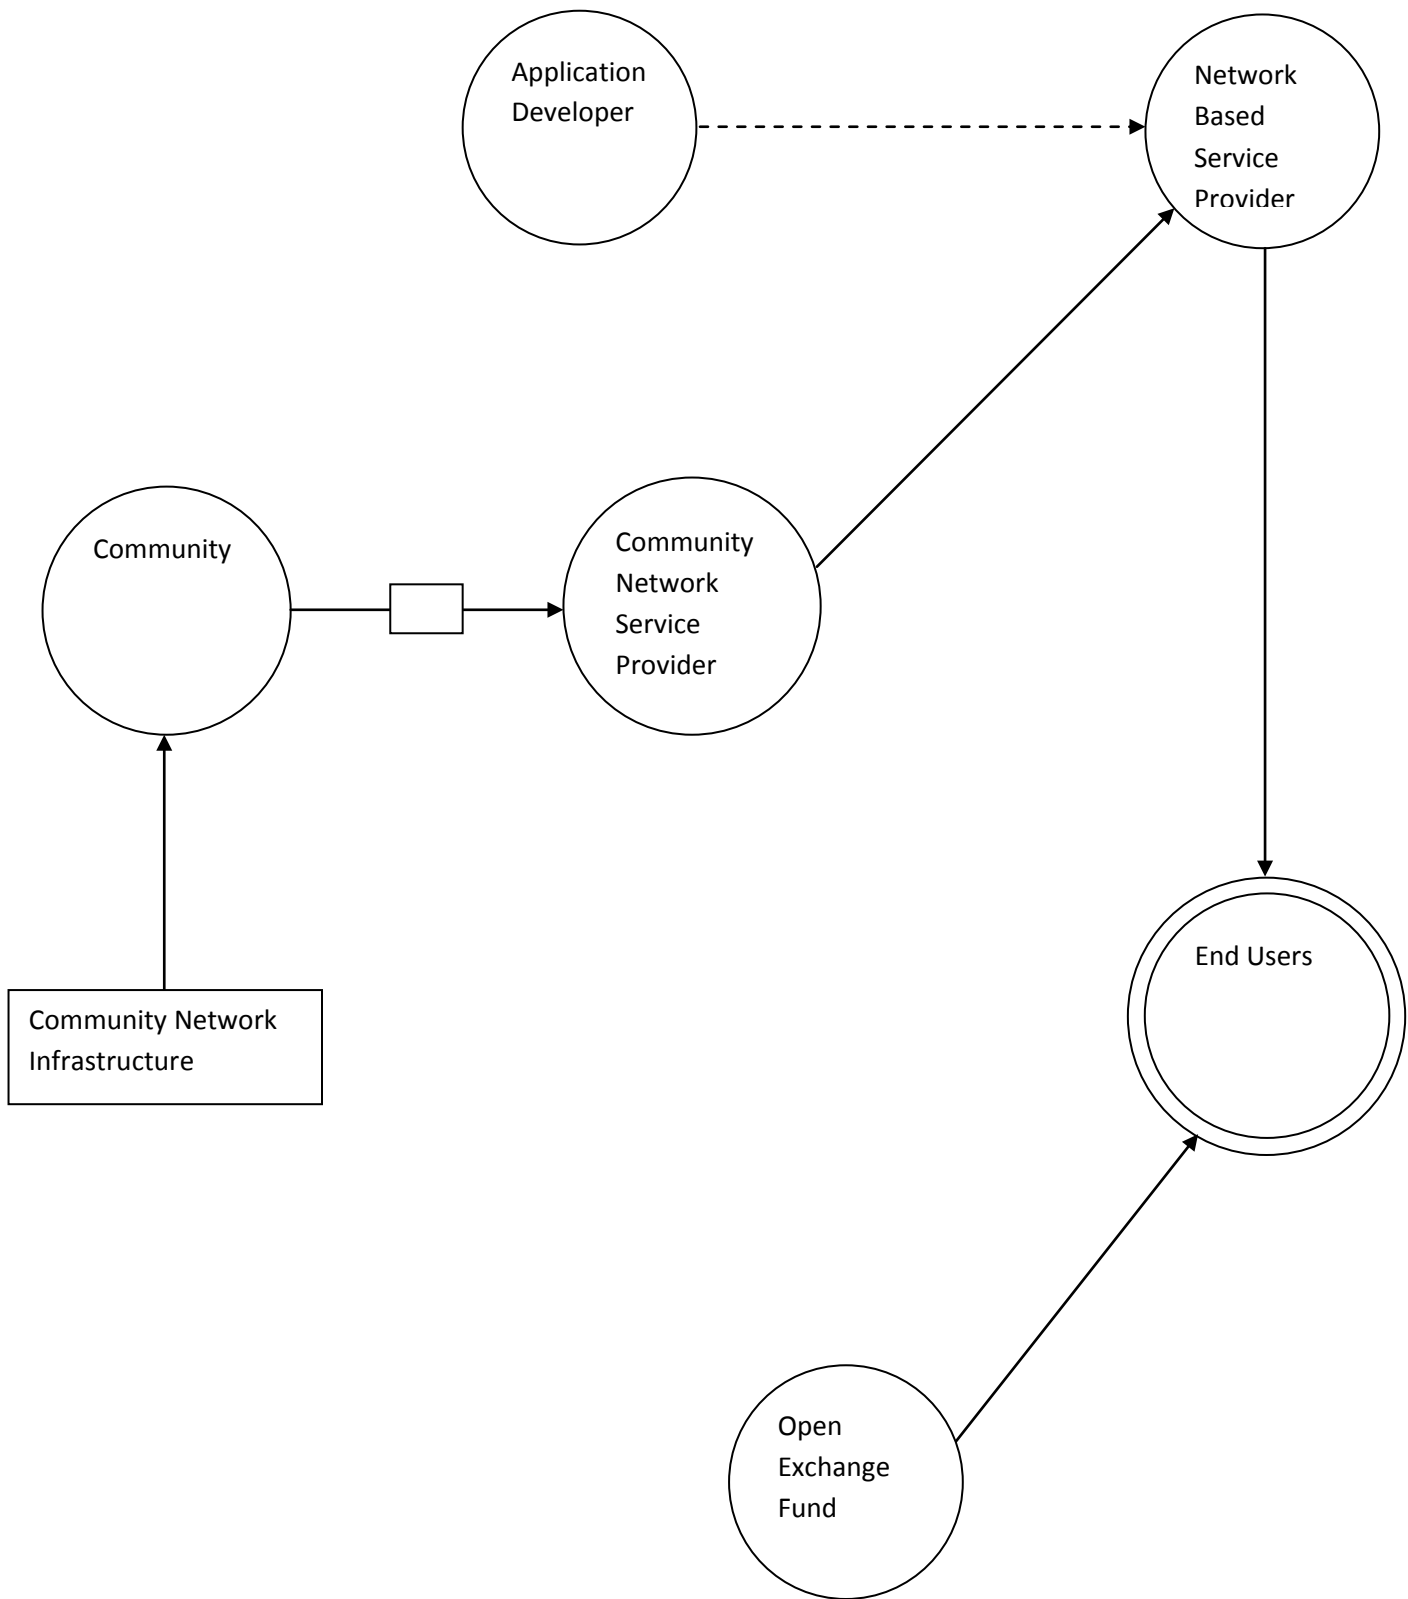 Application
Developer
Network
Based
Service
Provider
Community
Community
Network
Service
Provider
End Users
Community Network
Infrastructure
Open
Exchange
Fund